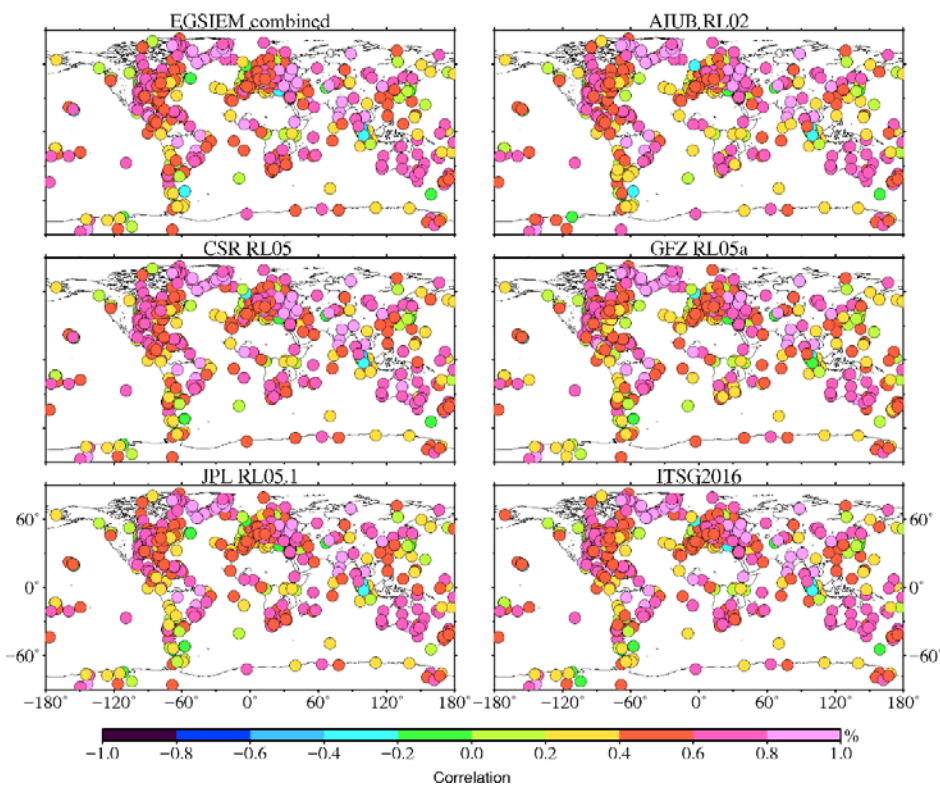 EGSIEM combined
AIUB RL02
CSR RL05
GFZ RL05a
JPL RL05.1
ITSG2016
60°
0°
−60°
60°
0°
−60°
−180° −120° −60° 0° 60° 120° 180°
−180° −120° −60° 0° 60° 120° 180°
%
−1.0 −0.8 −0.6 −0.4 −0.2 0.0 0.2 0.4 0.6 0.8 1.0
Correlation